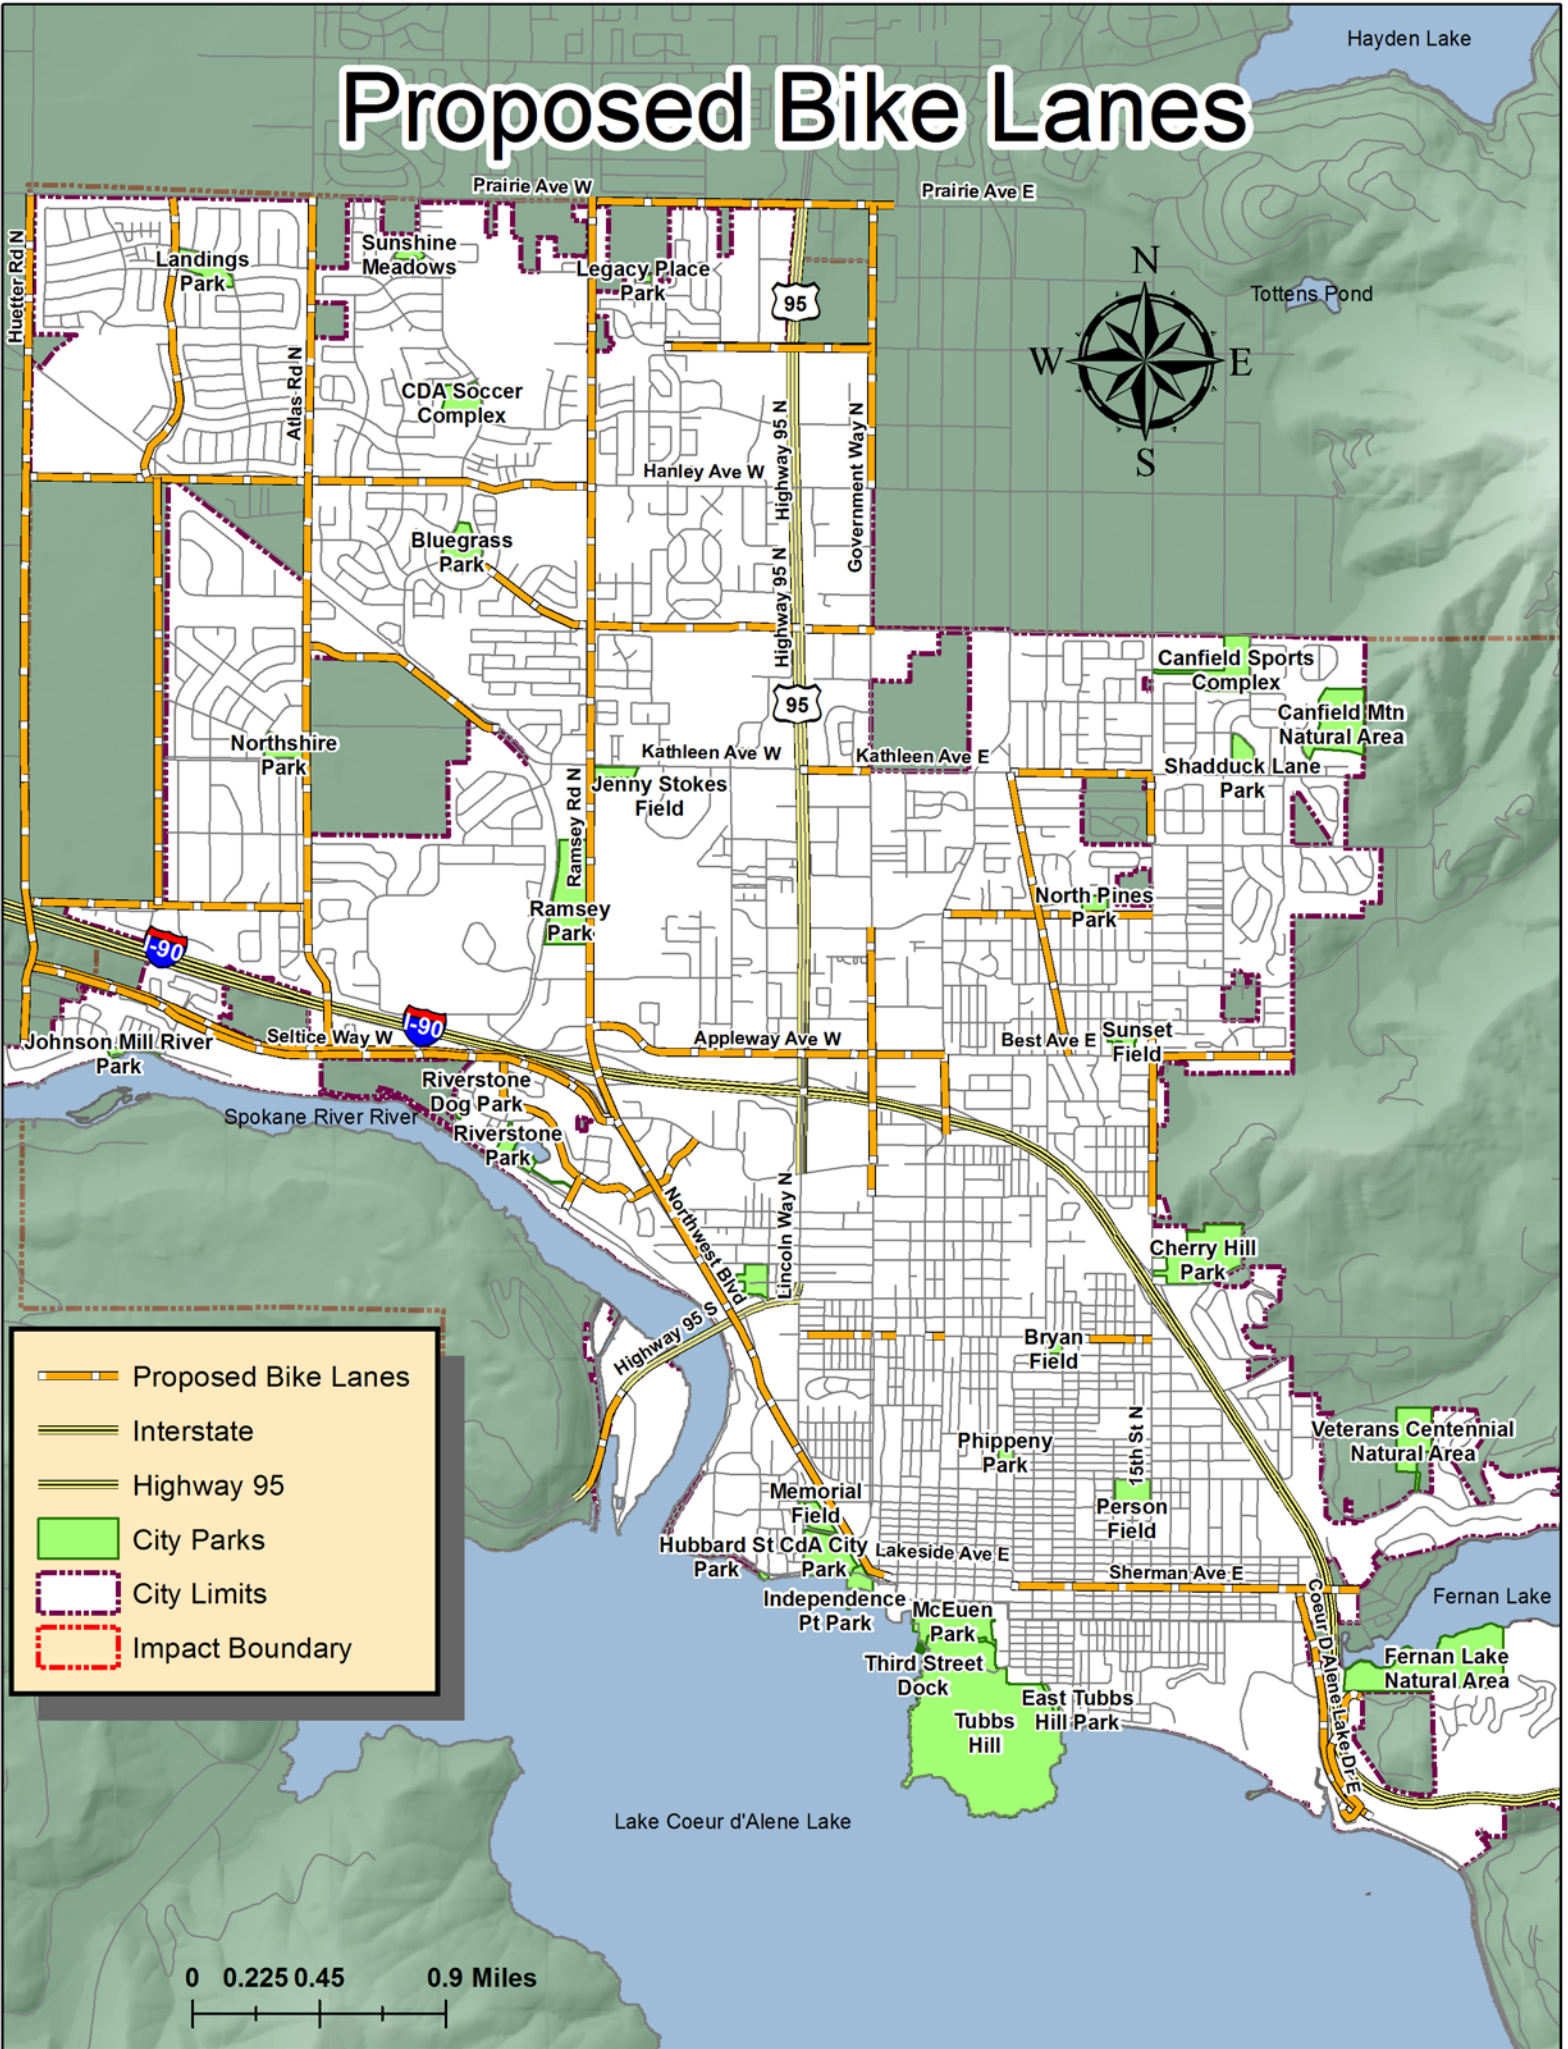 Hayden Lake
Proposed Bike Lanes
Prairie Ave W
Prairie Ave E
Huetter Rd N
Landings
Park
Sunshine
Meadows
Legacy Place
Park
95
N
W
E
S
Tottens Pond
Atlas Rd N
CDA Soccer
Complex
Highway 95 N
Government Way N
Hanley Ave W
Bluegrass
Park
Highway 95 N
Canfield Sports
Complex
95
Canfield Mtn
Natural Area
Northshire
Park
Kathleen Ave W
Kathleen Ave E
Shadduck Lane
Park
Jenny Stokes
Field
Ramsey Rd N
North Pines
Park
Ramsey
Park
I-90
I-90
Seltice Way W
Appleway Ave W
Best Ave E
Sunset
Field
Johnson Mill River
Park
Riverstone
Dog Park
Spokane River River
Riverstone
Park
Northwest Blvd
Lincoln Way N
Cherry Hill
Park
Highway 95 S
Bryan
Field
Proposed Bike Lanes
Interstate
Highway 95
City Parks
City Limits
Impact Boundary
15th St N
Veterans Centennial
Natural Area
Phippeny
Park
Memorial
Field
Person
Field
Hubbard St
Park
CdA City
Park
Lakeside Ave E
Sherman Ave E
Independence
Pt Park
McEuen
Park
Coeur D'Alene Lake Dr E
Fernan Lake
Third Street
Dock
Fernan Lake
Natural Area
East Tubbs
Hill Park
Tubbs
Hill
Lake Coeur d'Alene Lake
0 0.225 0.45 0.9 Miles